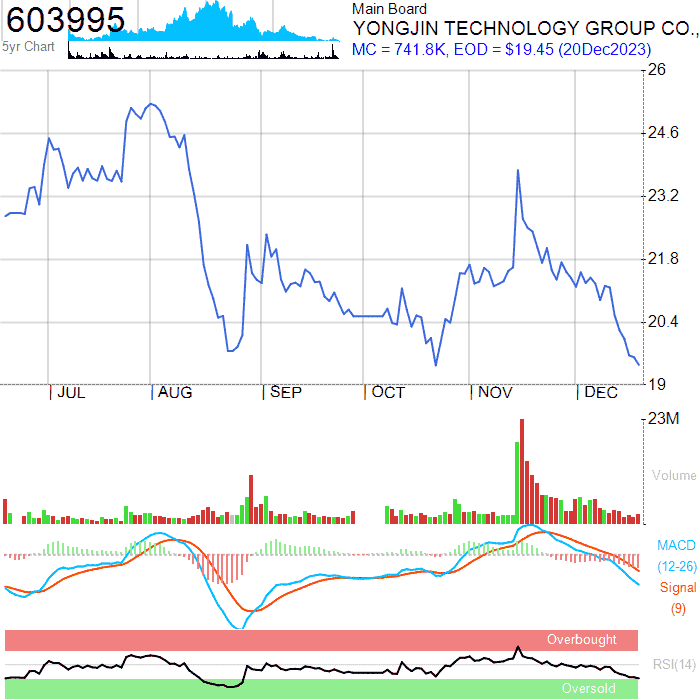 603995
5yr Chart
Main Board
YONGJIN TECHNOLOGY GROUP CO.,
MC = 741.8K, EOD = $19.45 (20Dec2023)
26
24.6
23.2
21.8
20.4
19
JUL AUG SEP OCT NOV DEC
23M
Volume
MACD
(12-26)
Signal
(9)
Overbought
RSI(14)
Oversold